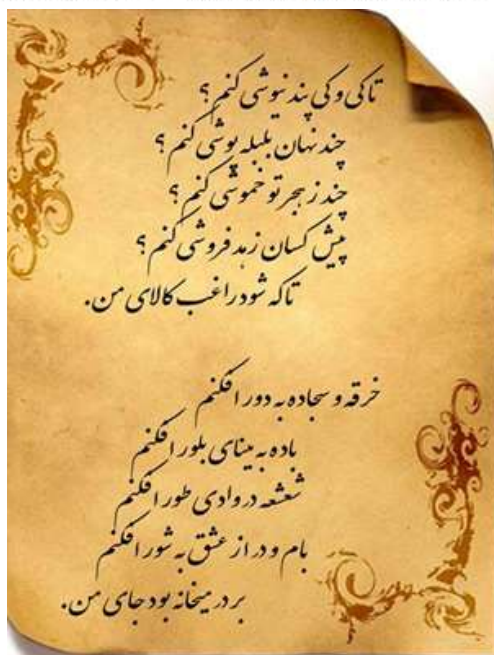 تا کی و کی پند نیوشی کنم؟
چند نهان بلبله پوشی کنم؟
چند ز هجر تو خموشی کنم؟
پیش کسان زهد فروشی کنم؟
تا که شود راغب کالای من.
خرقه و سجاده به دور افکنم
باده به مینای بلور افکنم
شعشعه در وادی طور افکنم
بام و در از عشق به شور افکنم
بر در میخانه بود جای من.